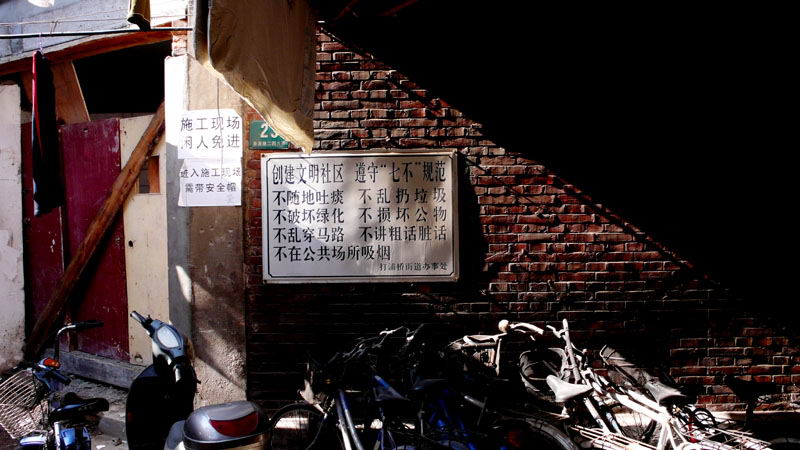 施工现场
闲人免进
进入施工现场
需带安全帽
23
创建文明社区 遵守“七不”规范
不随地吐痰 不乱扔垃圾
不破坏绿化 不损坏公物
不乱穿马路 不讲粗话脏话
不在公共场所吸烟
打浦桥街道办事处